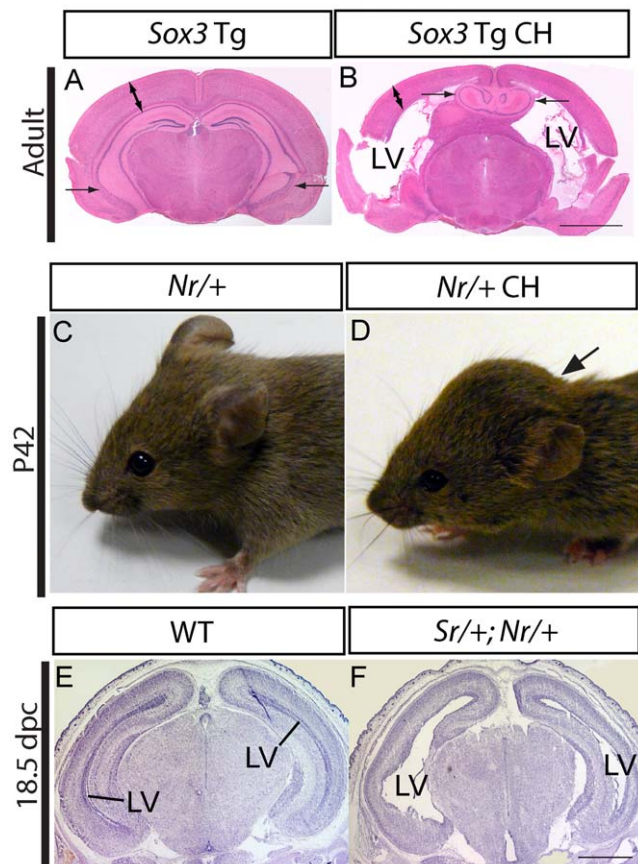 Sox3 Tg
Sox3 Tg CH
Adult
A
B
LV
LV
Nr/+
Nr/+ CH
P42
C
D
WT
Sr/+; Nr/+
18.5 dpc
E
F
LV
LV
LV
LV